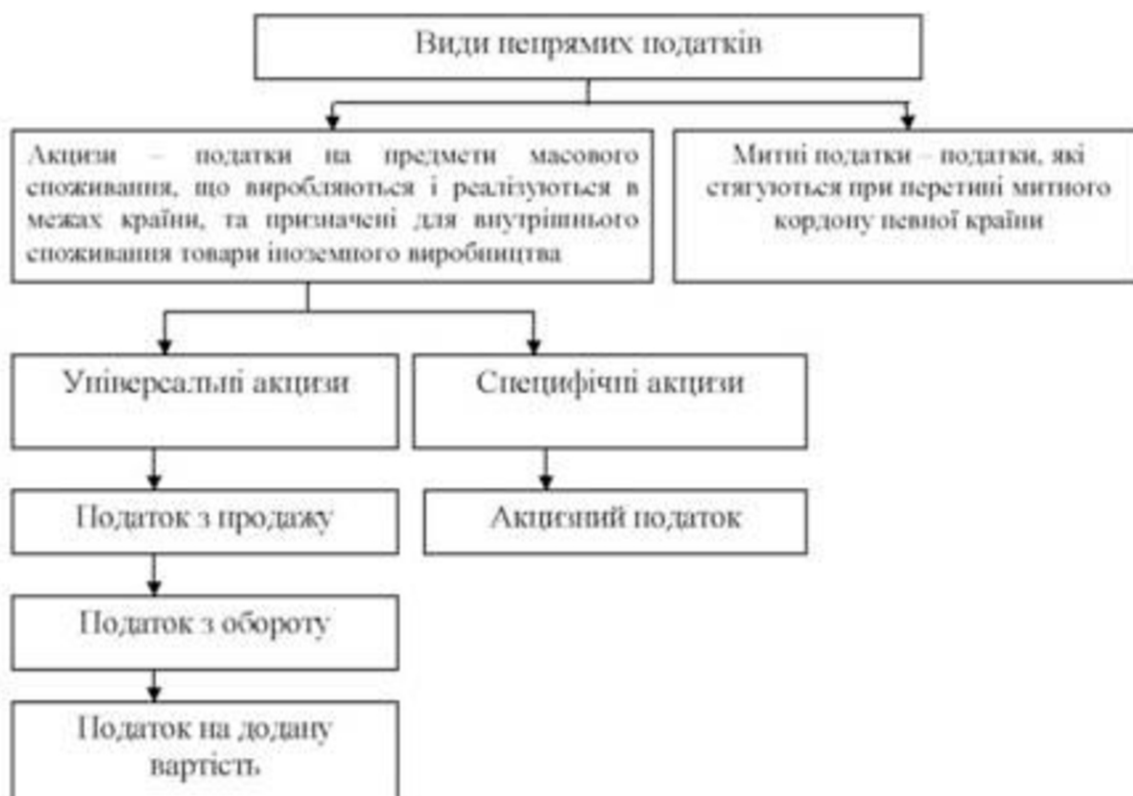 Види непрямих податків
Акцизи – податки на предмети масового
споживання, що виробляються і реалізуються в
межах країни, та призначені для внутрішнього
споживання товари іноземного виробництва
Митні податки – податки, які
стягуються при перетині митного
кордону певної країни
Універсальні акцизи
Специфічні акцизи
Податок з продажу
Акцизний податок
Податок з обороту
Податок на додану
вартість